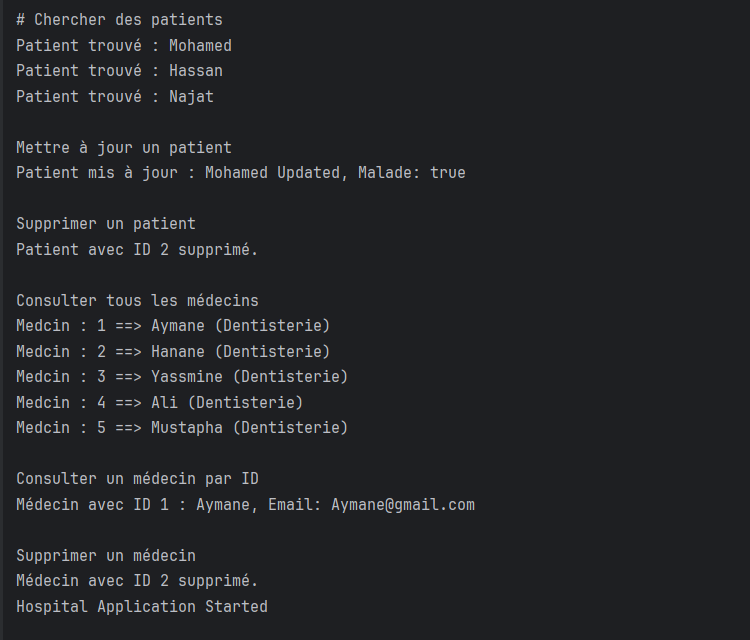 # Chercher des patients
Patient trouvé : Mohamed
Patient trouvé : Hassan
Patient trouvé : Najat
Mettre à jour un patient
Patient mis à jour : Mohamed Updated, Malade: true
Supprimer un patient
Patient avec ID 2 supprimé.
Consulter tous les médecins
Medcin : 1 ==> Aymane (Dentisterie)
Medcin : 2 ==> Hanane (Dentisterie)
Medcin : 3 ==> Yassmine (Dentisterie)
Medcin : 4 ==> Ali (Dentisterie)
Medcin : 5 ==> Mustapha (Dentisterie)
Consulter un médecin par ID
Médecin avec ID 1 : Aymane, Email: Aymane@gmail.com
Supprimer un médecin
Médecin avec ID 2 supprimé.
Hospital Application Started